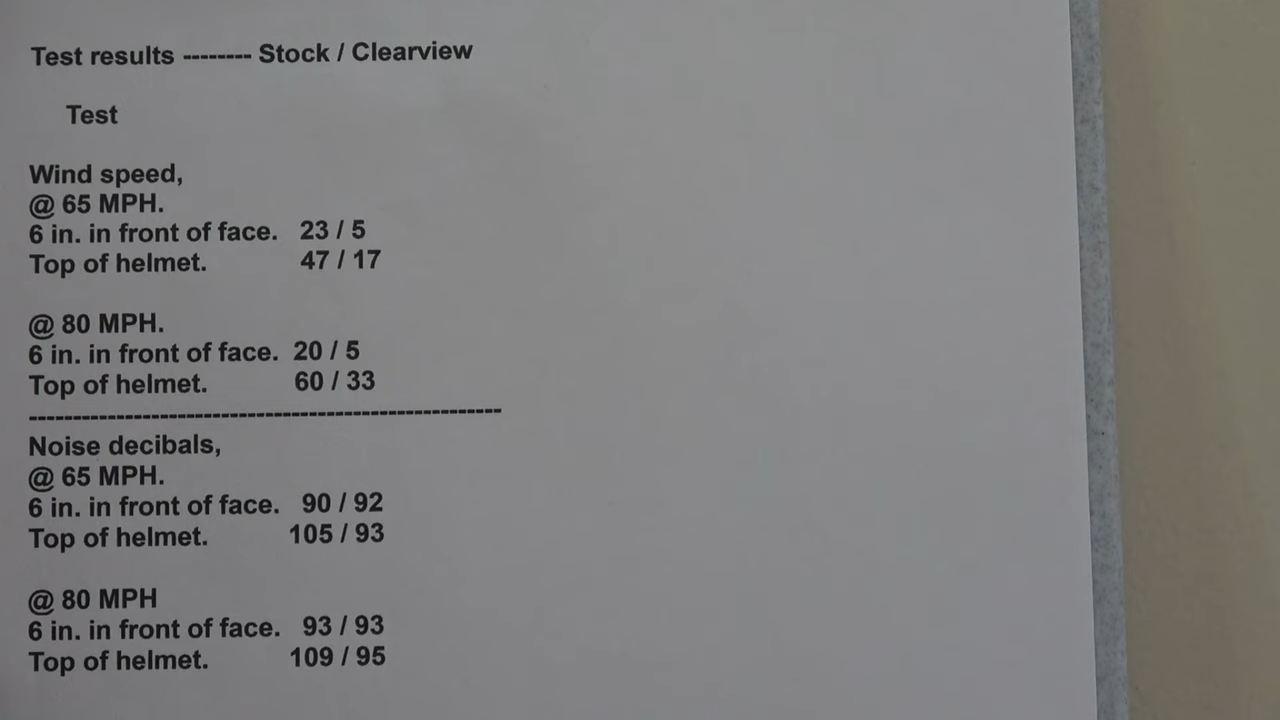 Test results -------- Stock / Clearview
Test
Wind speed,
@ 65 MPH.
6 in. in front of face. 23 / 5
Top of helmet. 47 / 17
@ 80 MPH.
6 in. in front of face. 20 / 5
Top of helmet. 60 / 33
------------------------------------------------------
Noise decibals,
@ 65 MPH.
6 in. in front of face. 90 / 92
Top of helmet. 105 / 93
@ 80 MPH
6 in. in front of face. 93 / 93
Top of helmet. 109 / 95